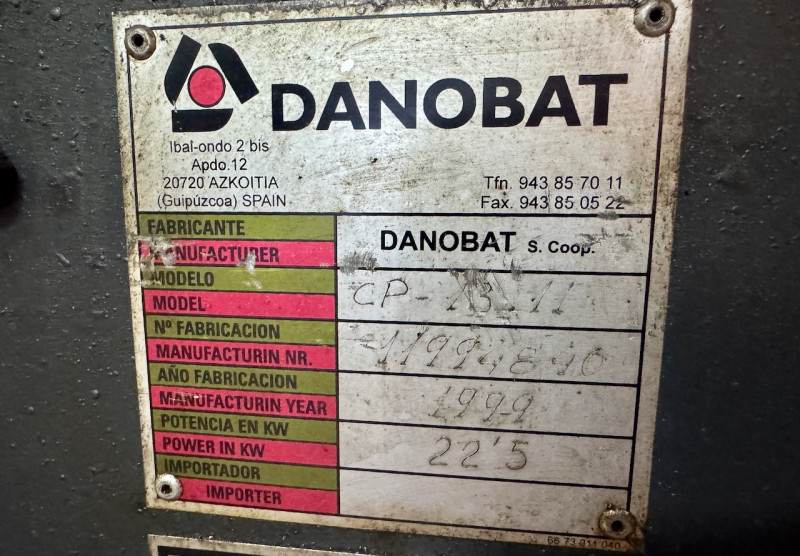 DANOBAT
Ibal-ondo 2 bis
Apdo.12
20720 AZKOITIA
(Guipúzcoa) SPAIN
Tfn. 943 85 70 11
Fax. 943 85 05 22
FABRICANTE
MANUFACTURER
DANOBAT S. Coop.
MODELO
MODEL
CP-
11
Nº FABRICACION
MANUFACTURIN NR.
AÑO FABRICACION
MANUFACTURIN YEAR
1999
POTENCIA EN KW
POWER IN KW
22'5
IMPORTADOR
IMPORTER